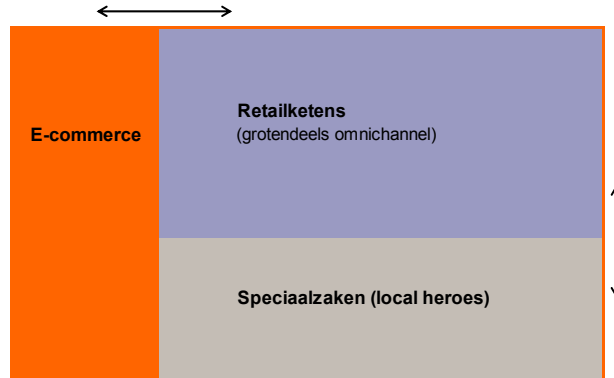 Retailketens
E-commerce
(grotendeels omnichannel)
Speciaalzaken (local heroes)